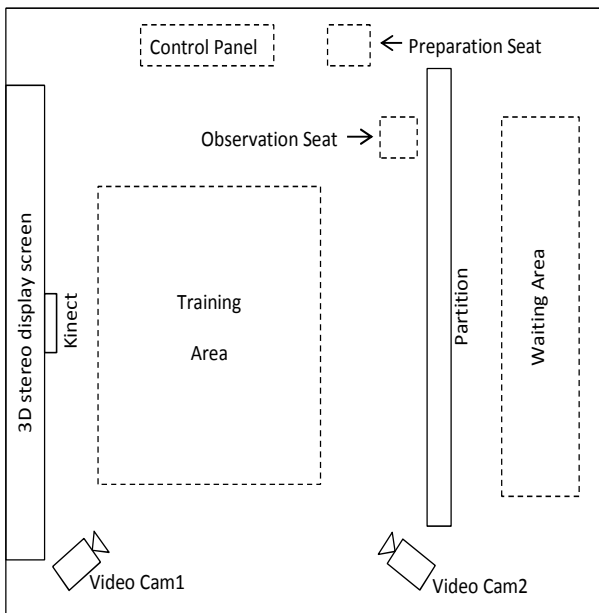 Control Panel
Preparation Seat
Observation Seat
3D stereo display screen
Kinect
Training
Area
Partition
Waiting Area
Video Cam1
Video Cam2